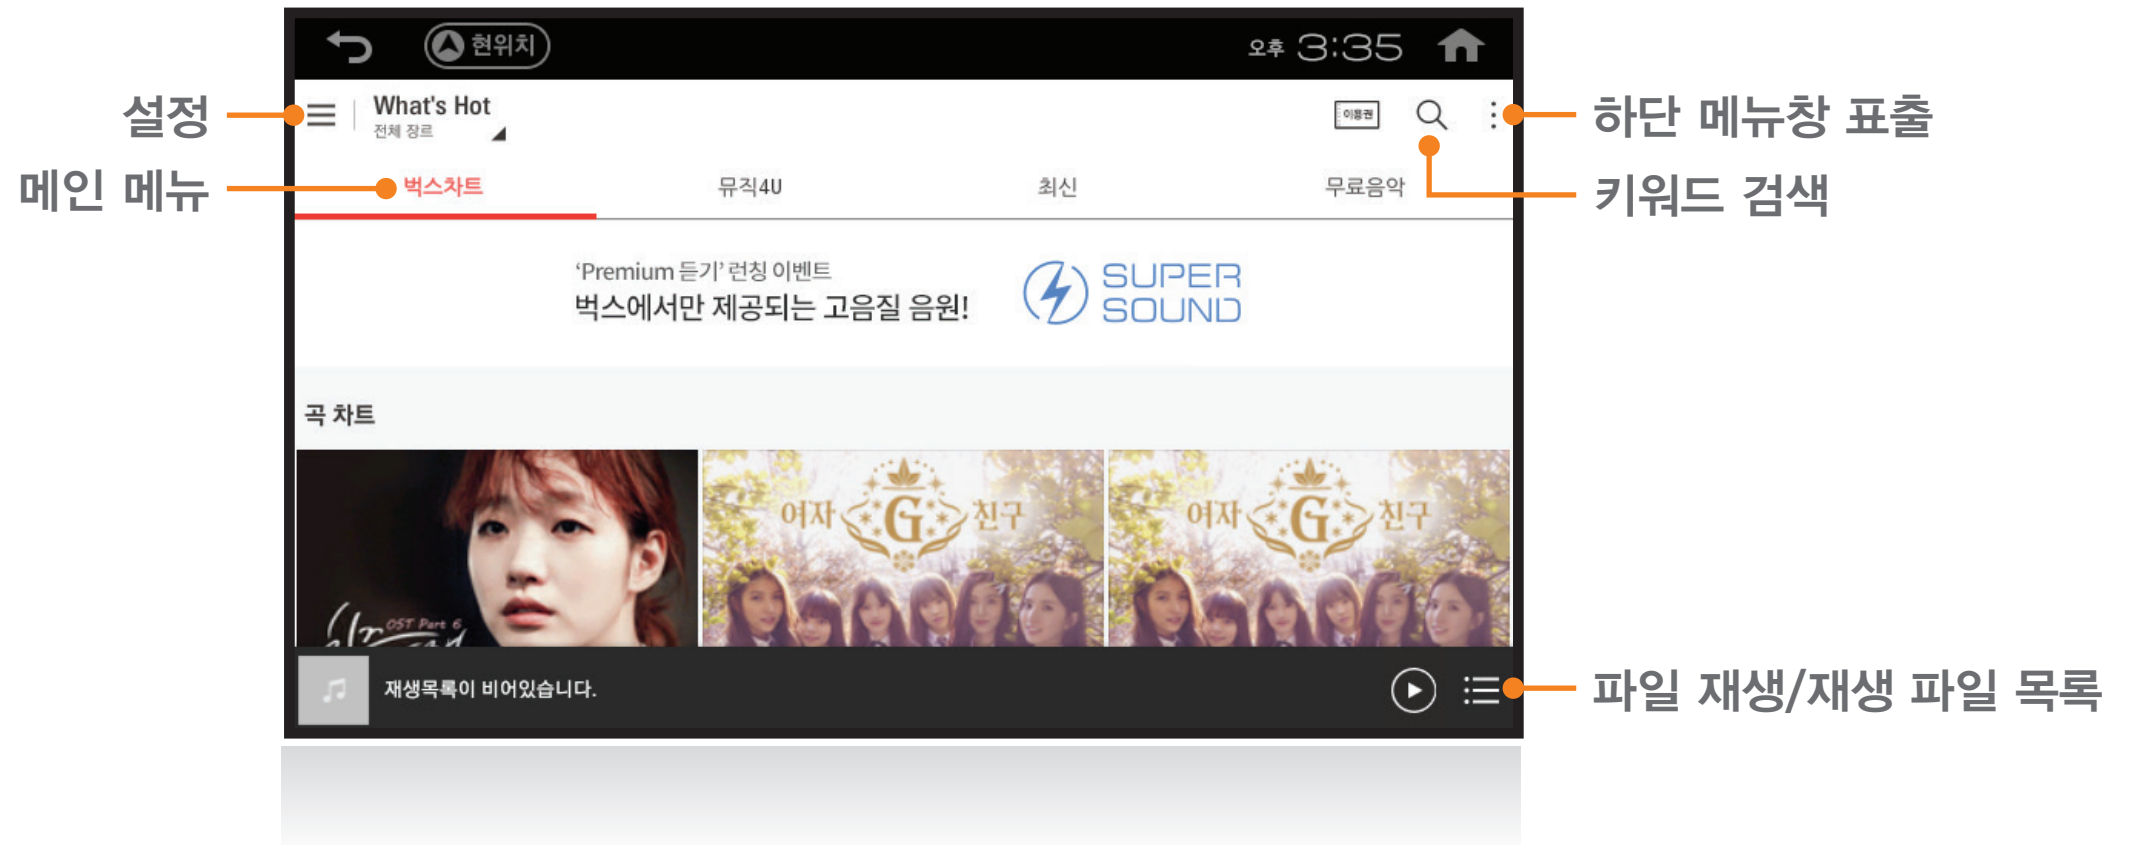 현위치
오후 3:35
설정
What's Hot
전체 장르
이용권
하단 메뉴창 표출
메인 메뉴
벅스차트
뮤직4U
최신
무료음악
키워드 검색
‘Premium 듣기’ 런칭 이벤트
벅스에서만 제공되는 고음질 음원!
SUPER
SOUND
곡 차트
OST Part 6
여자 G 친구
여자 G 친구
재생목록이 비어있습니다.
파일 재생/재생 파일 목록